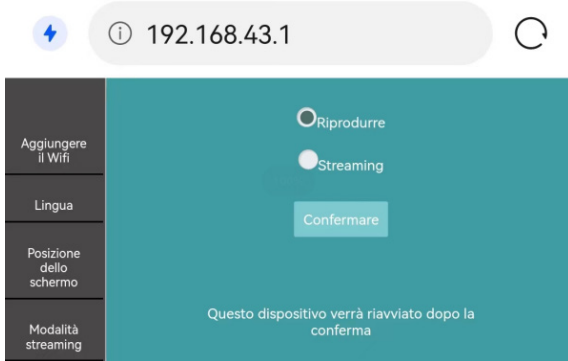 192.168.43.1
Riprodurre
Aggiungere
il Wifi
Streaming
Lingua
Confermare
Posizione
dello
schermo
Questo dispositivo verrà riavviato dopo la
conferma
Modalità
streaming